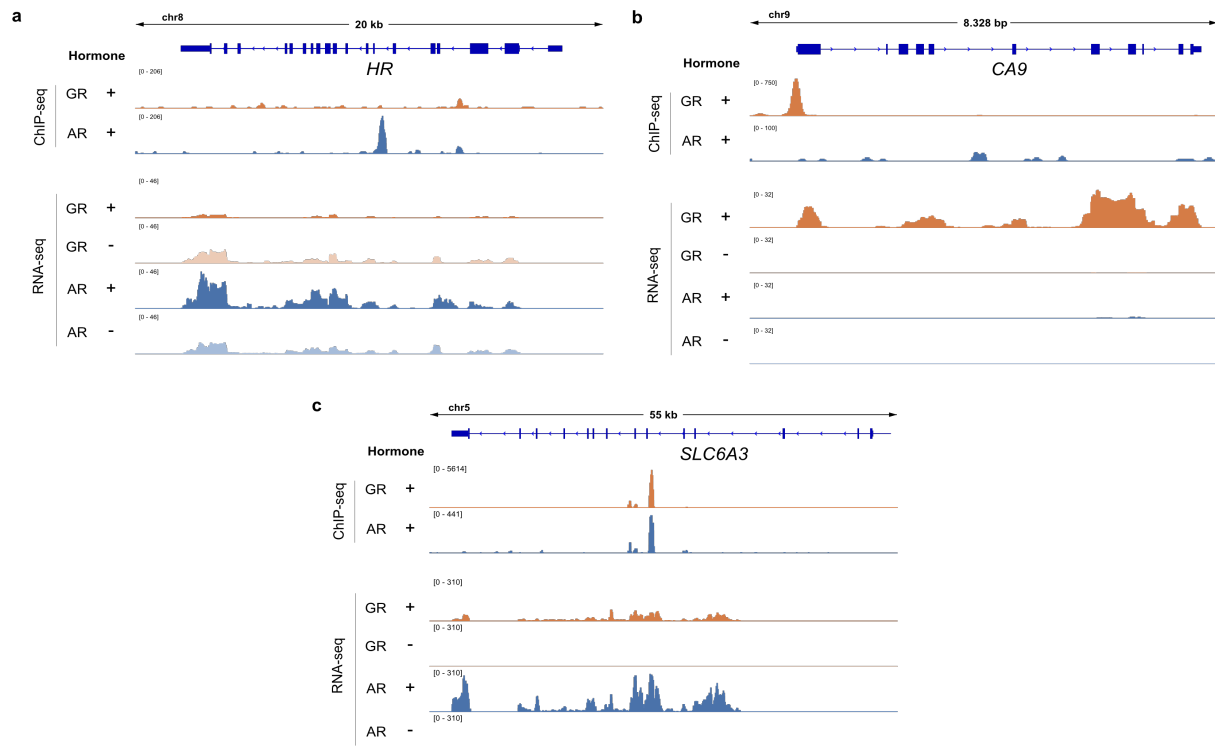 a
chr8
20 kb
Hormone
HR
ChIP-seq
[0 - 206]
GR +
[0 - 206]
AR +
RNA-seq
[0 - 46]
GR +
[0 - 46]
GR -
[0 - 46]
AR +
[0 - 46]
AR -
b
chr9
8.328 bp
Hormone
CA9
ChIP-seq
[0 - 750]
GR +
[0 - 100]
AR +
RNA-seq
[0 - 32]
GR +
[0 - 32]
GR -
[0 - 32]
AR +
[0 - 32]
AR -
c
chr5
55 kb
Hormone
SLC6A3
ChIP-seq
[0 - 5614]
GR +
[0 - 441]
AR +
RNA-seq
[0 - 310]
GR +
[0 - 310]
GR -
[0 - 310]
AR +
[0 - 310]
AR -